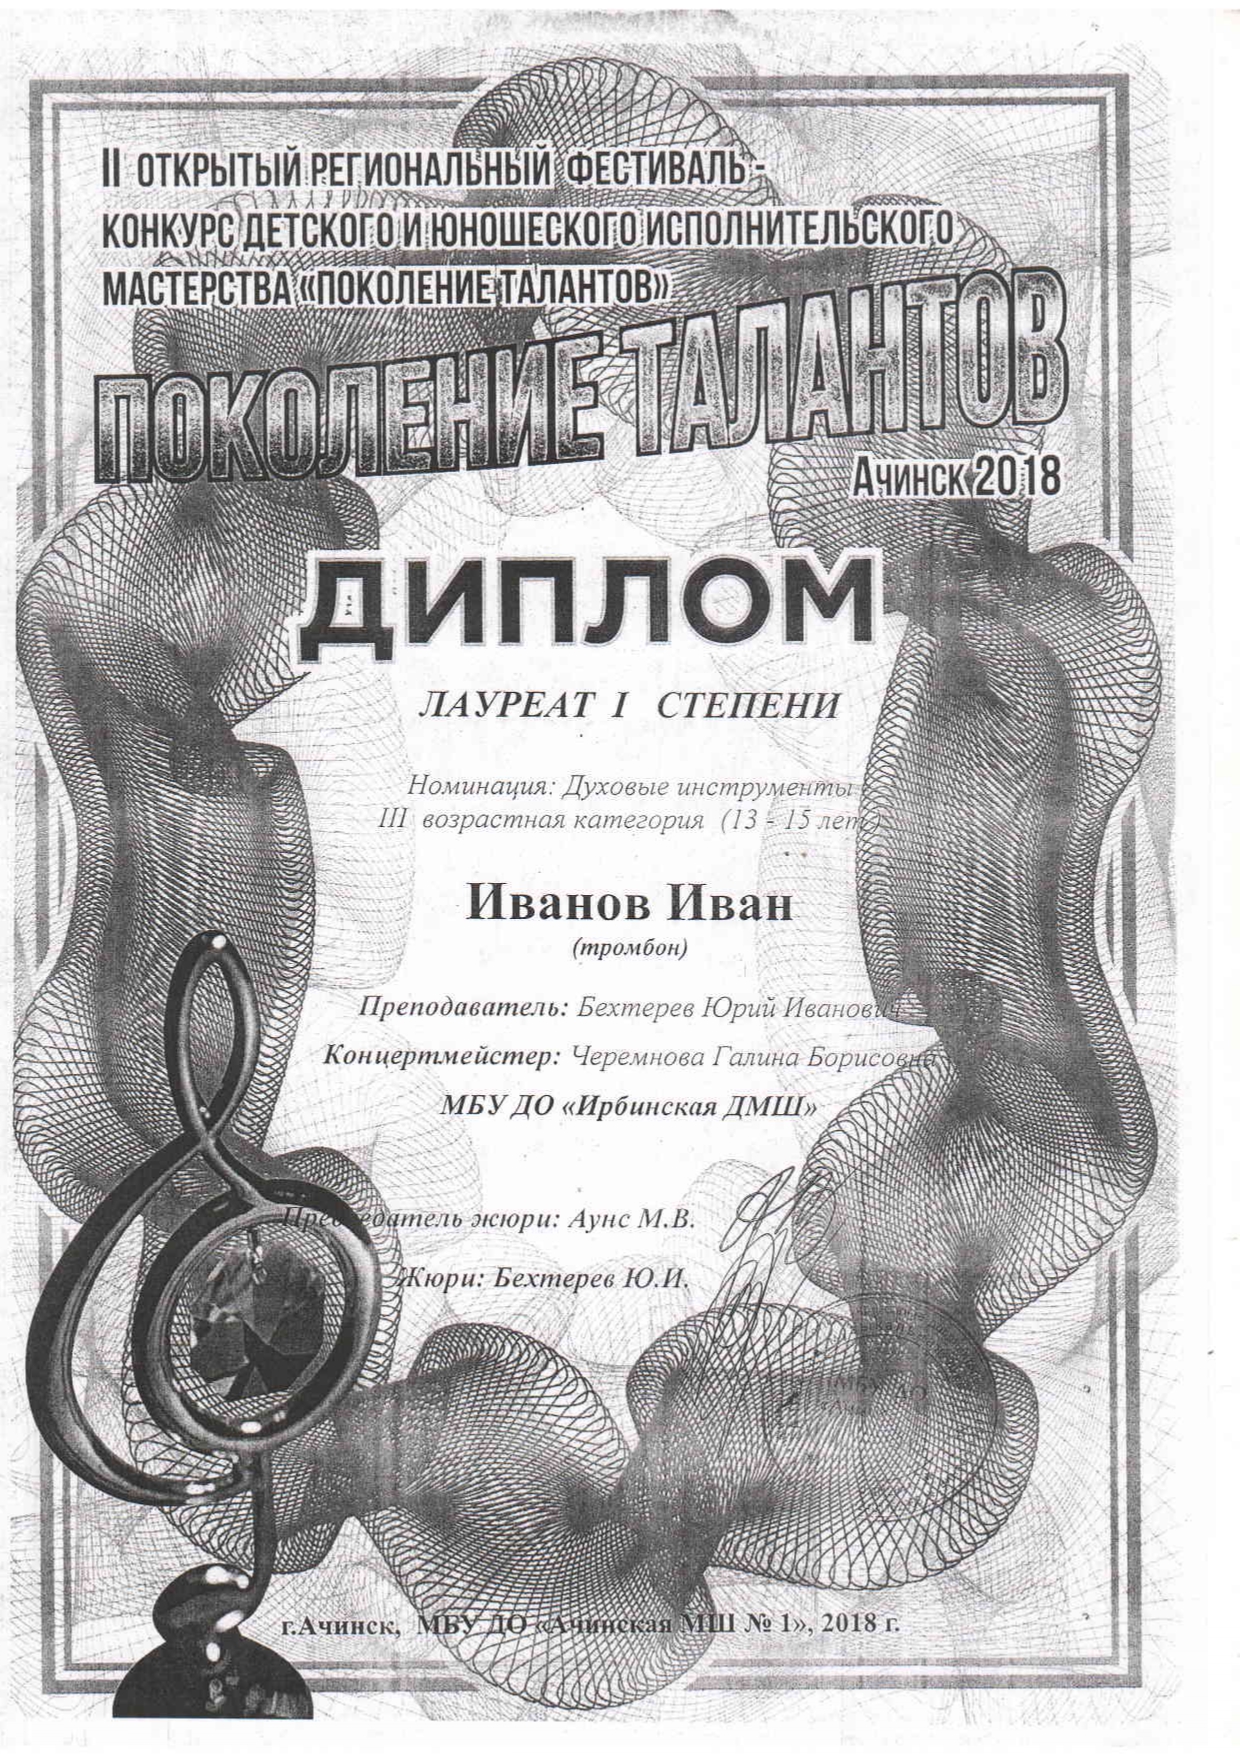 II ОТКРЫТЫЙ РЕГИОНАЛЬНЫЙ ФЕСТИВАЛЬ -
КОНКУРС ДЕТСКОГО И ЮНОШЕСКОГО ИСПОЛНИТЕЛЬСКОГО
МАСТЕРСТВА «ПОКОЛЕНИЕ ТАЛАНТОВ»
ПОКОЛЕНИЕ ТАЛАНТОВ
АЧИНСК 2018
ДИПЛОМ
ЛАУРЕАТ I СТЕПЕНИ
Номинация: Духовые инструменты
III возрастная категория (13 - 15 лет)
Иванов Иван
(тромбон)
Преподаватель: Бехтерев Юрий Иванович
Концертмейстер: Черемнова Галина Борисовна
МБУ ДО «Ирбинская ДМШ»
Председатель жюри: Аунс М.В.
Жюри: Бехтерев Ю.И.
г.Ачинск, МБУ ДО «Ачинская МШ № 1», 2018 г.